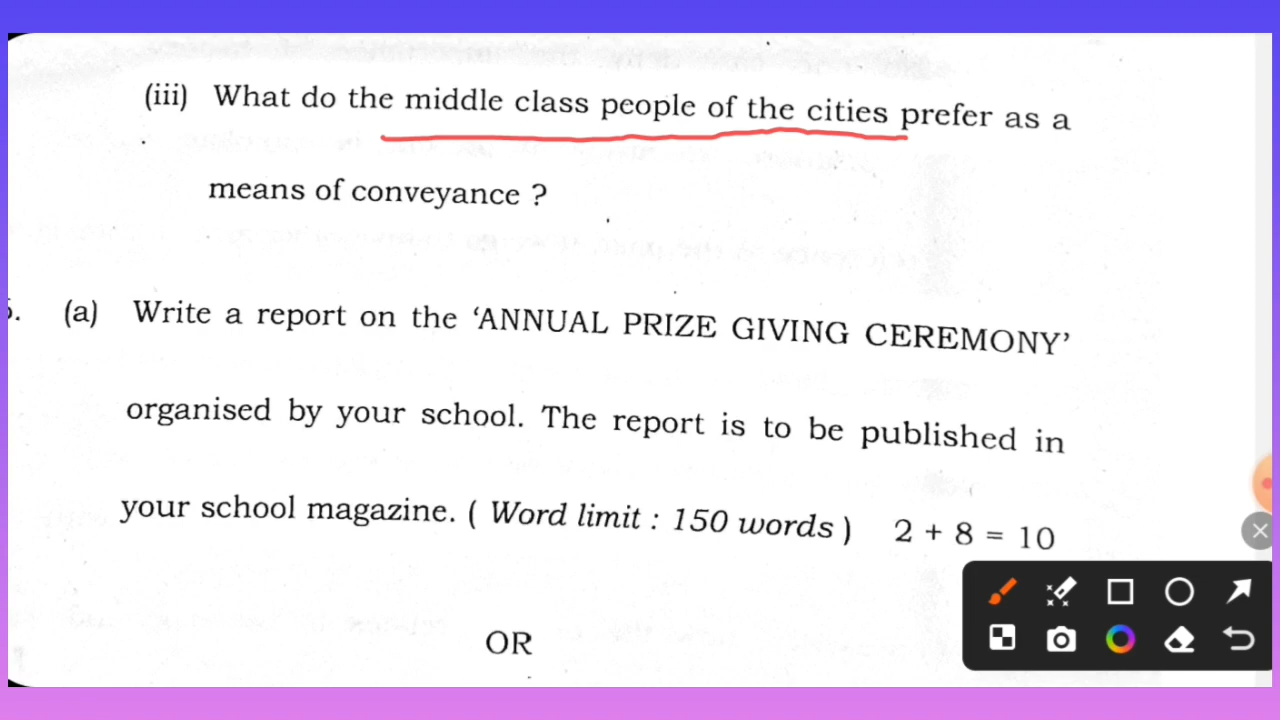 (iii) What do the middle class people of the cities prefer as a
means of conveyance ?
(a) Write a report on the ‘ANNUAL PRIZE GIVING CEREMONY’
organised by your school. The report is to be published in
your school magazine. ( Word limit : 150 words ) 2 + 8 = 10
OR